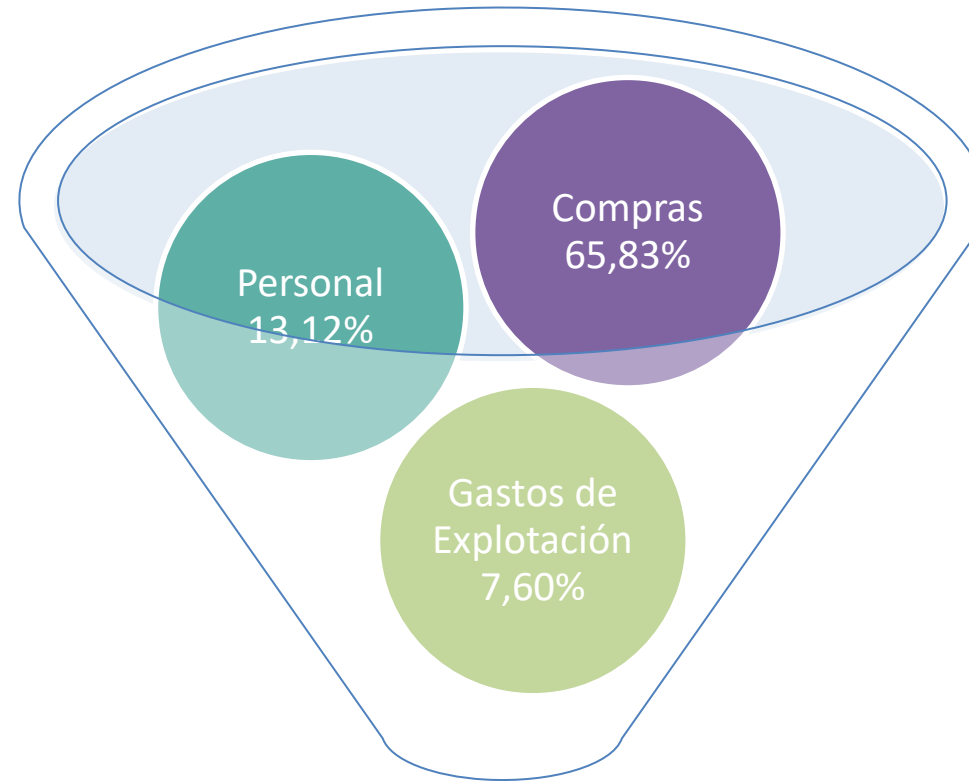 Compras
65,83%
Personal
13,12%
Gastos de
Explotación
7,60%